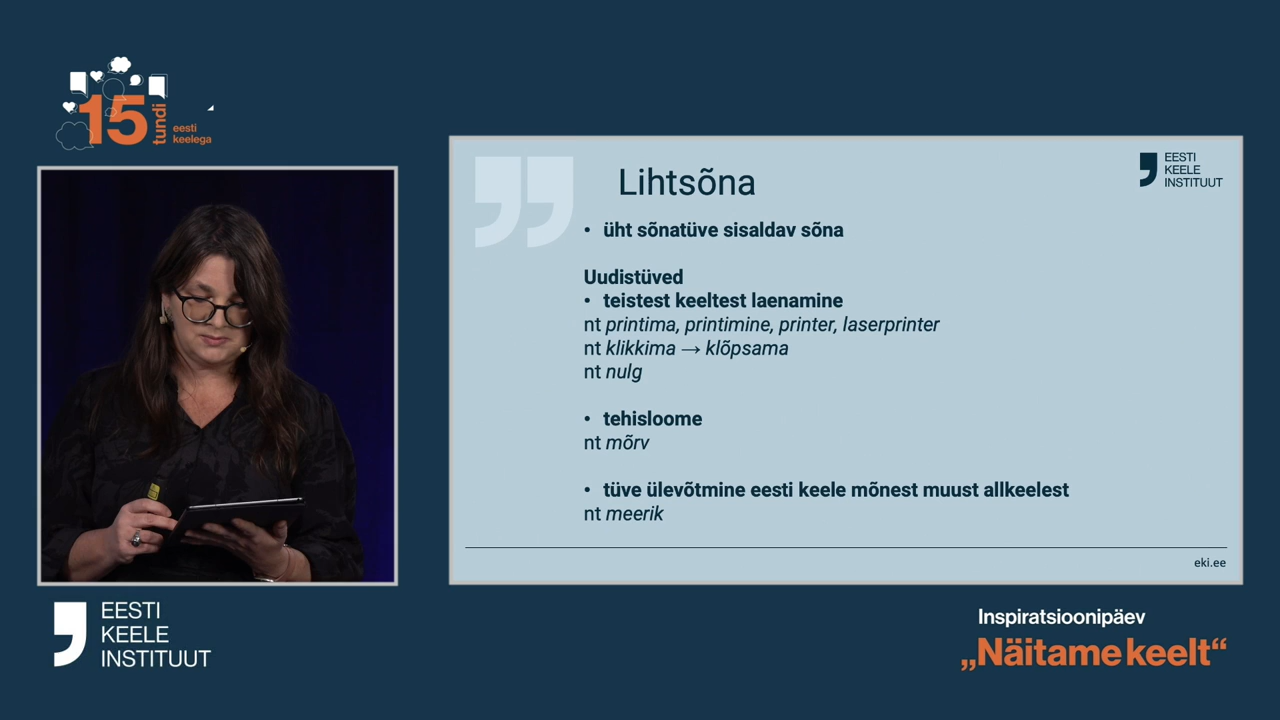 15 tundi
eesti
keelega
Lihtsõna
EESTI
KEELE
INSTITUUT
• üht sõnatüve sisaldav sõna
Uudistüved
• teistest keeltest laenamine
nt printima, printimine, printer, laserprinter
nt klikkima → klõpsama
nt nulg
• tehisloome
nt mõrv
• tüve ülevõtmine eesti keele mõnest muust allkeelest
nt meerik
eki.ee
EESTI
KEELE
INSTITUUT
Inspiratsioonipäev
„Näitame keelt“